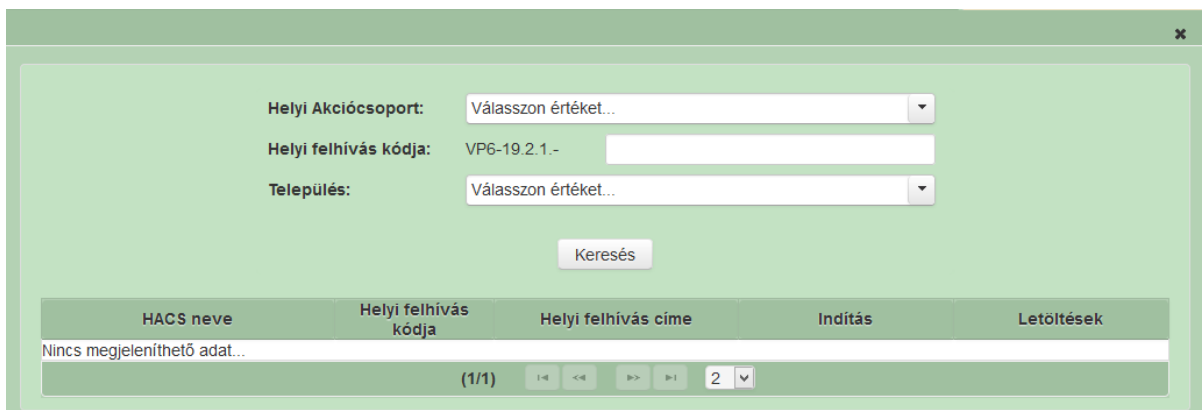 Helyi Akciócsoport: Válasszon értéket...
Helyi felhívás kódja: VP6-19.2.1.-
Település: Válasszon értéket...
Keresés
HACS neve Helyi felhívás kódja Helyi felhívás címe Indítás Letöltések
Nincs megjeleníthető adat...
(1/1) 2